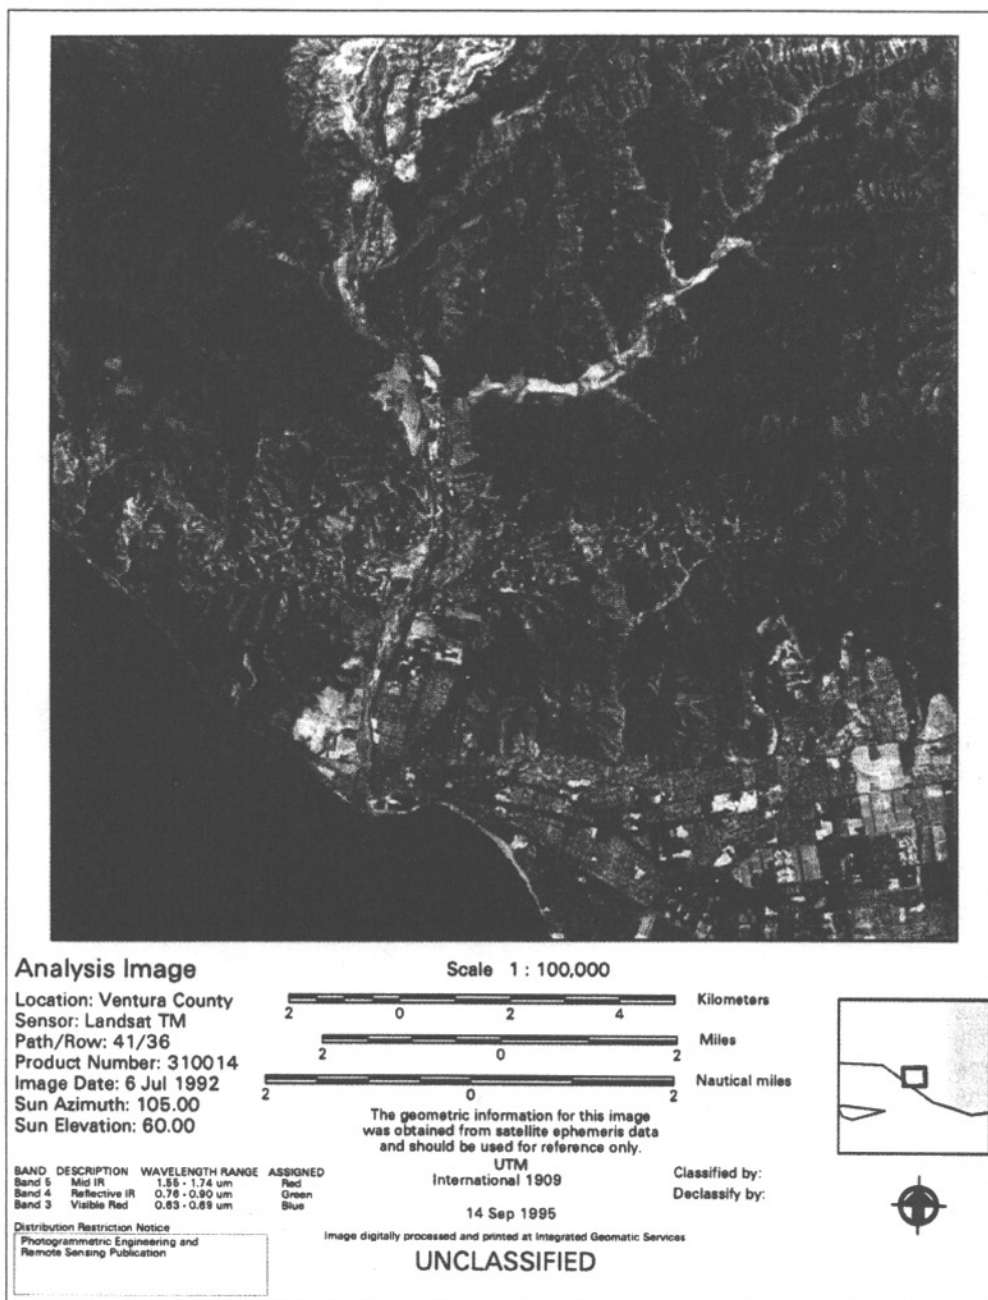 Analysis Image
Location: Ventura County
Sensor: Landsat TM
Path/Row: 41/36
Product Number: 310014
Image Date: 6 Jul 1992
Sun Azimuth: 105.00
Sun Elevation: 60.00
BAND DESCRIPTION WAVELENGTH RANGE ASSIGNED
Band 5 Mid IR 1.55 - 1.74 um Red
Band 4 Reflective IR 0.76 - 0.90 um Green
Band 3 Visible Red 0.63 - 0.69 um Blue
Distribution Restriction Notice
Photogrammetric Engineering and
Remote Sensing Publication
Scale 1 : 100,000
Kilometers
2 0 2 4
Miles
2 0 2
Nautical miles
2 0 2
The geometric information for this image
was obtained from satellite ephemeris data
and should be used for reference only.
UTM
International 1909
14 Sep 1995
Image digitally processed and printed at Integrated Geomatic Services
UNCLASSIFIED
Classified by:
Declassify by: